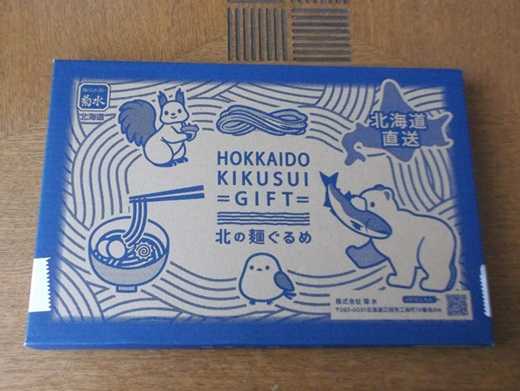 菊水
北海道
北海道
直送
HOKKAIDO
KIKUSUI
=GIFT=
北の麺ぐるめ
株式会社 菊水